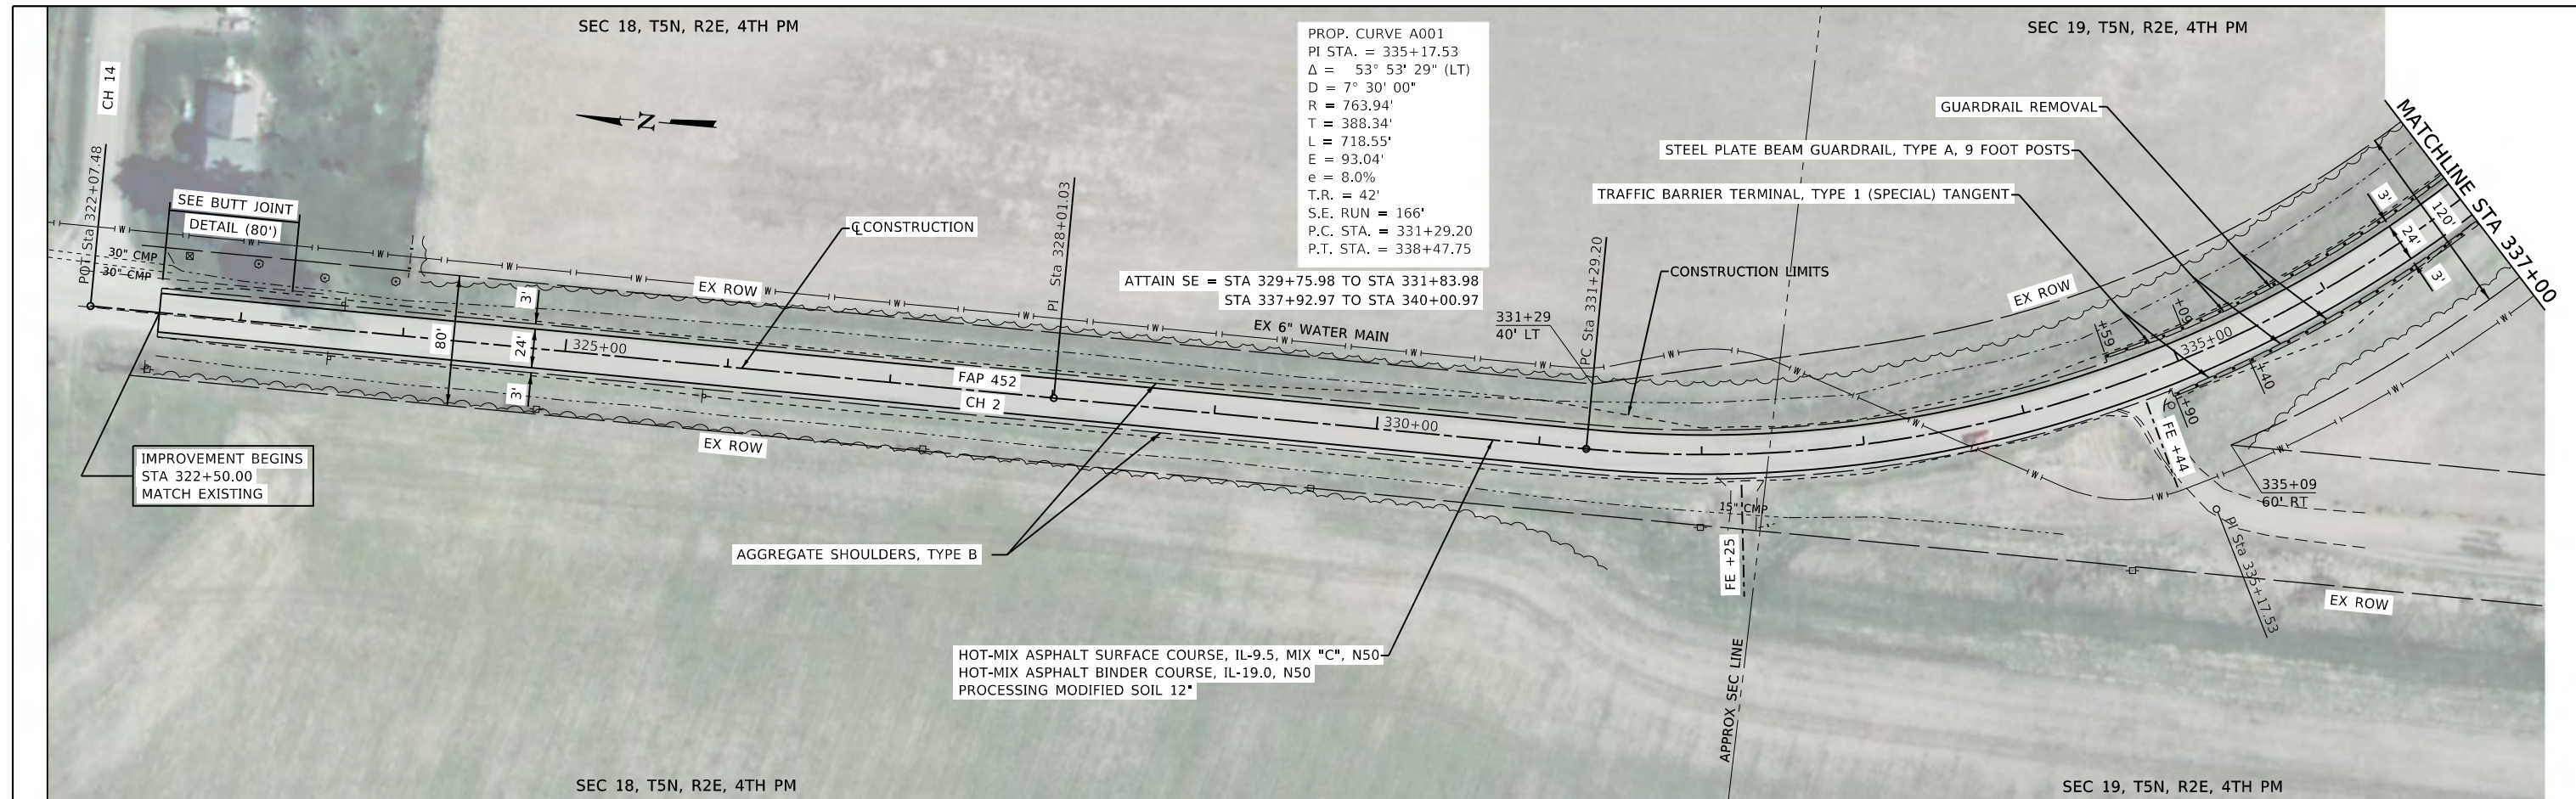 SEC 18, T5N, R2E, 4TH PM
SEC 19, T5N, R2E, 4TH PM
CH 14
N
PROP. CURVE A001
PI STA. = 335+17.53
Δ = 53° 53' 29" (LT)
D = 7° 30' 00"
R = 763.94'
T = 388.34'
L = 718.55'
E = 93.04'
e = 8.0%
T.R. = 42'
S.E. RUN = 166'
P.C. STA. = 331+29.20
P.T. STA. = 338+47.75
ATTAIN SE = STA 329+75.98 TO STA 331+83.98
STA 337+92.97 TO STA 340+00.97
GUARDRAIL REMOVAL
STEEL PLATE BEAM GUARDRAIL, TYPE A, 9 FOOT POSTS
TRAFFIC BARRIER TERMINAL, TYPE 1 (SPECIAL) TANGENT
MATCHLINE STA 337+00
POT Sta 322+07.48
SEE BUTT JOINT
DETAIL (80')
30" CMP
30" CMP
℄ CONSTRUCTION
PI Sta 328+01.03
EX ROW
EX 6" WATER MAIN
331+29
40' LT
PC Sta 331+29.20
CONSTRUCTION LIMITS
EX ROW
3'
24'
3'
120'
80'
3'
24'
3'
325+00
FAP 452
CH 2
330+00
335+00
+59
+09
+40
+90
FE +44
335+09
60' RT
PI Sta 335+17.53
EX ROW
EX ROW
15" CMP
FE +25
IMPROVEMENT BEGINS
STA 322+50.00
MATCH EXISTING
AGGREGATE SHOULDERS, TYPE B
HOT-MIX ASPHALT SURFACE COURSE, IL-9.5, MIX "C", N50
HOT-MIX ASPHALT BINDER COURSE, IL-19.0, N50
PROCESSING MODIFIED SOIL 12"
APPROX SEC LINE
SEC 18, T5N, R2E, 4TH PM
SEC 19, T5N, R2E, 4TH PM